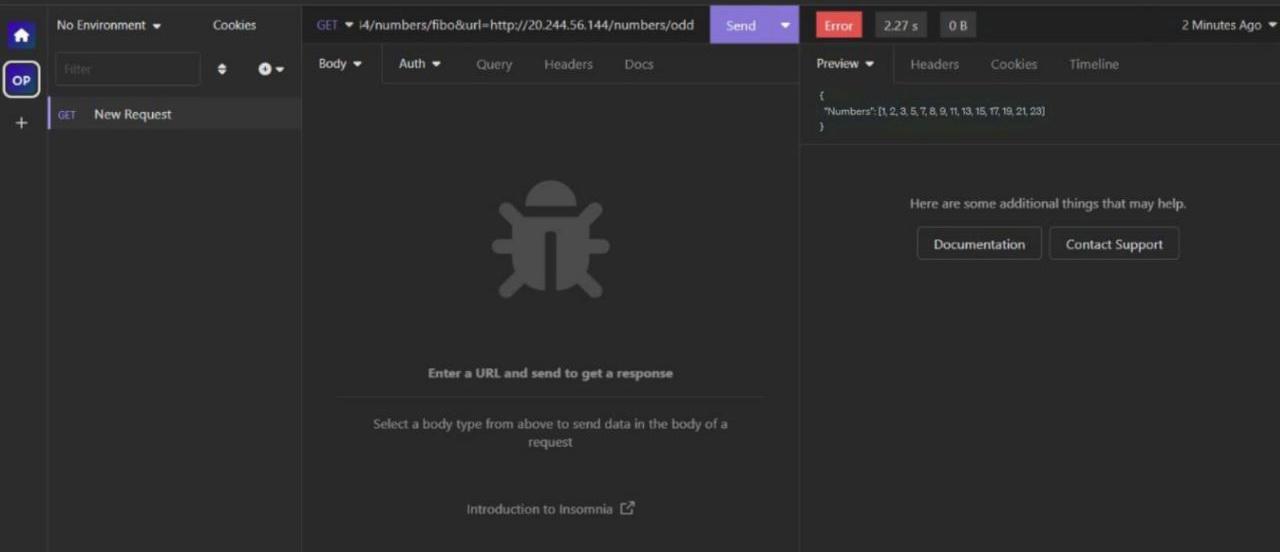 No Environment
Cookies
GET
4/numbers/fibo&url=http://20.244.56.144/numbers/odd
Send
Error
2.27 s
0 B
2 Minutes Ago
OP
Filter
Body
Auth
Query
Headers
Docs
Preview
Headers
Cookies
Timeline
GET New Request
{
"Numbers": [1, 2, 3, 5, 7, 8, 9, 11, 13, 15, 17, 19, 21, 23]
}
Here are some additional things that may help.
Documentation
Contact Support
Enter a URL and send to get a response
Select a body type from above to send data in the body of a
request
Introduction to Insomnia